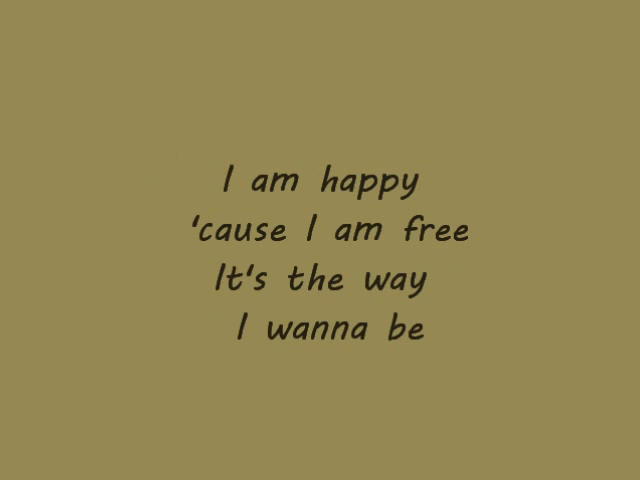 I am happy
'cause I am free
It's the way
I wanna be